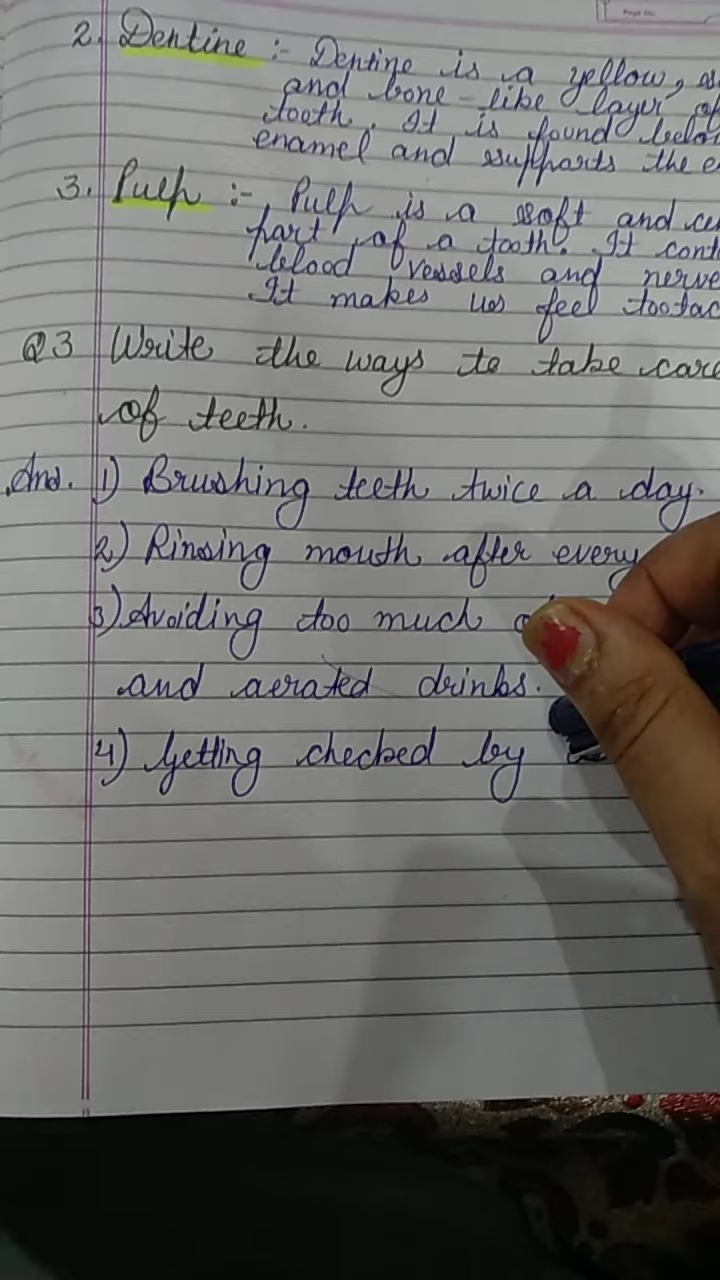 2. Dentine :- Dentine is a yellow,
and bone-like layer
tooth. It is found
enamel and supports the
3. Pulp :- Pulp is a soft and
part of a tooth. It
blood vessels and
It makes us feel
Q3 Write the ways to take care
of teeth.
Ans. 1) Brushing teeth twice a day.
2) Rinsing mouth after every
3) Avoiding too much
and aerated drinks.
4) Getting checked by